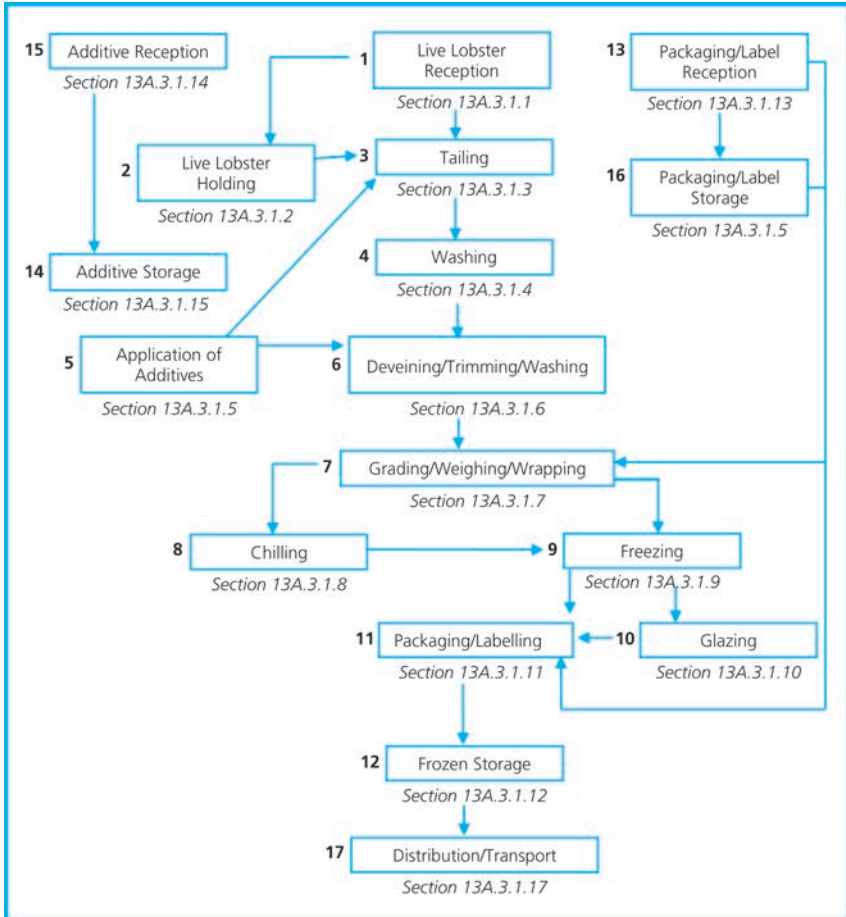 15 Additive Reception
Section 13A.3.1.14
1 Live Lobster
Reception
Section 13A.3.1.1
13 Packaging/Label
Reception
Section 13A.3.1.13
2 Live Lobster
Holding
Section 13A.3.1.2
3 Tailing
Section 13A.3.1.3
16 Packaging/Label
Storage
Section 13A.3.1.5
14 Additive Storage
Section 13A.3.1.15
4 Washing
Section 13A.3.1.4
5 Application of
Additives
Section 13A.3.1.5
6 Deveining/Trimming/Washing
Section 13A.3.1.6
7 Grading/Weighing/Wrapping
Section 13A.3.1.7
8 Chilling
Section 13A.3.1.8
9 Freezing
Section 13A.3.1.9
11 Packaging/Labelling
Section 13A.3.1.11
10 Glazing
Section 13A.3.1.10
12 Frozen Storage
Section 13A.3.1.12
17 Distribution/Transport
Section 13A.3.1.17